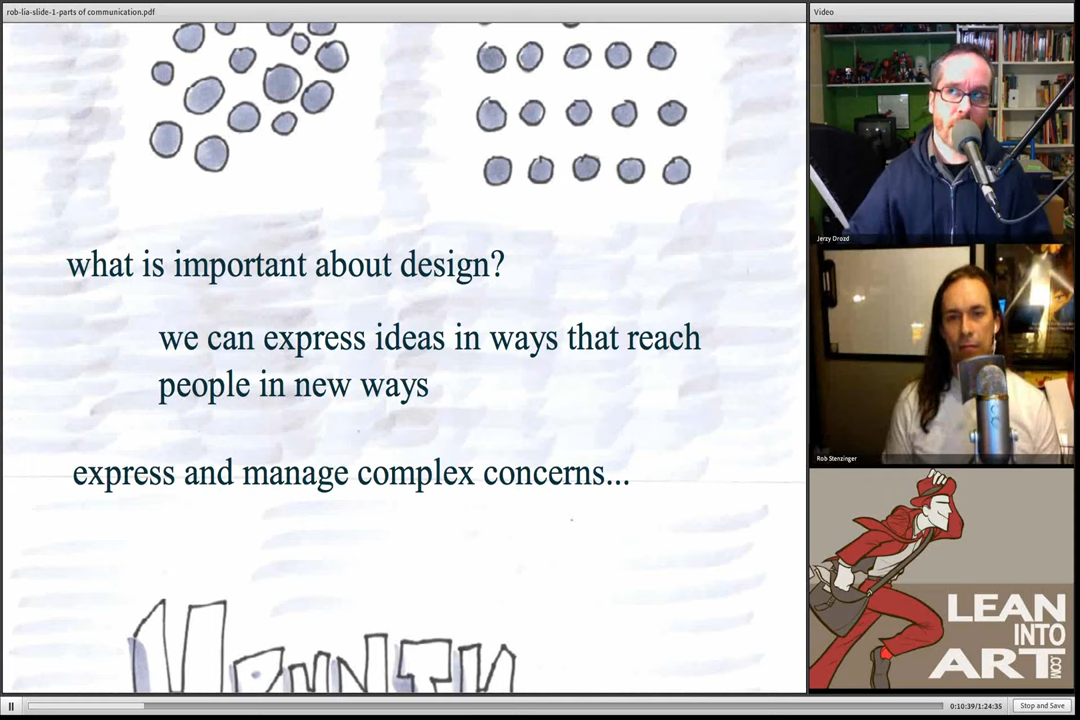 rob-lia-slide-1-parts of communication.pdf
Video
what is important about design?
we can express ideas in ways that reach
people in new ways
express and manage complex concerns...
Jerzy Drozd
Rob Stenzinger
LEAN
INTO
ART.COM
0:10:39/1:24:35
Stop and Save